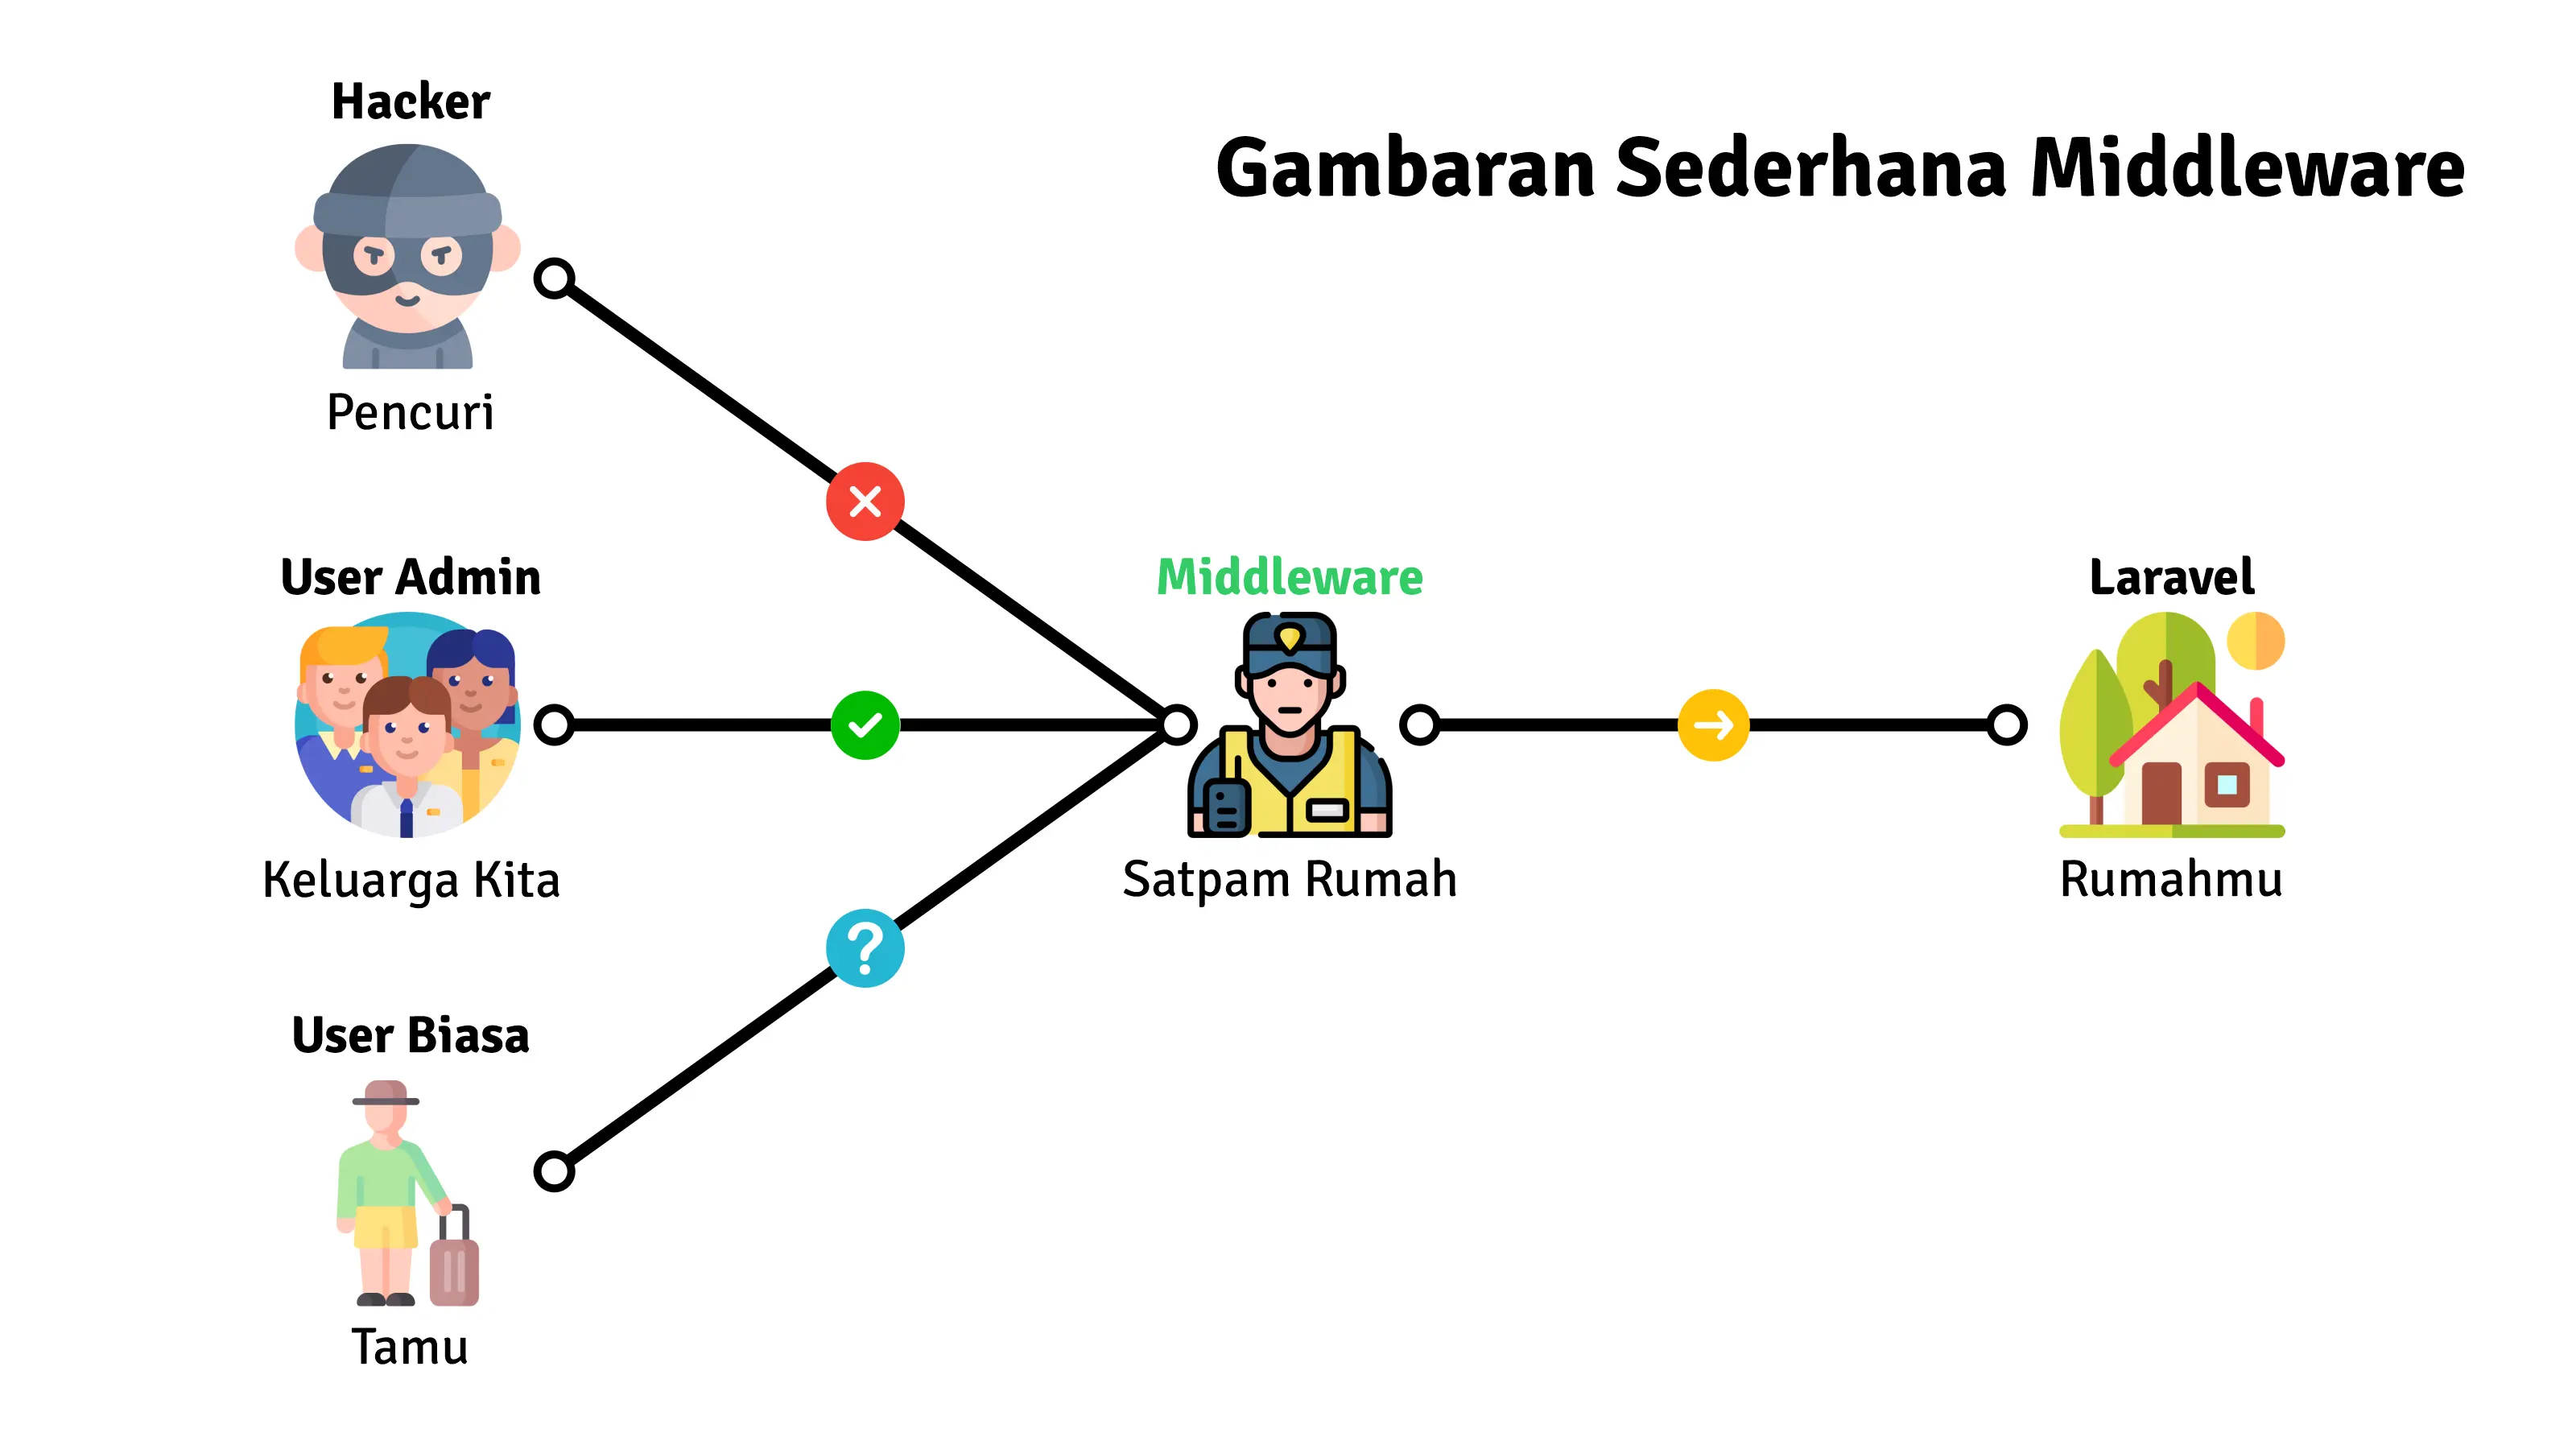 Gambaran Sederhana Middleware
Hacker
Pencuri
User Admin
Keluarga Kita
User Biasa
Tamu
Middleware
Satpam Rumah
Laravel
Rumahmu